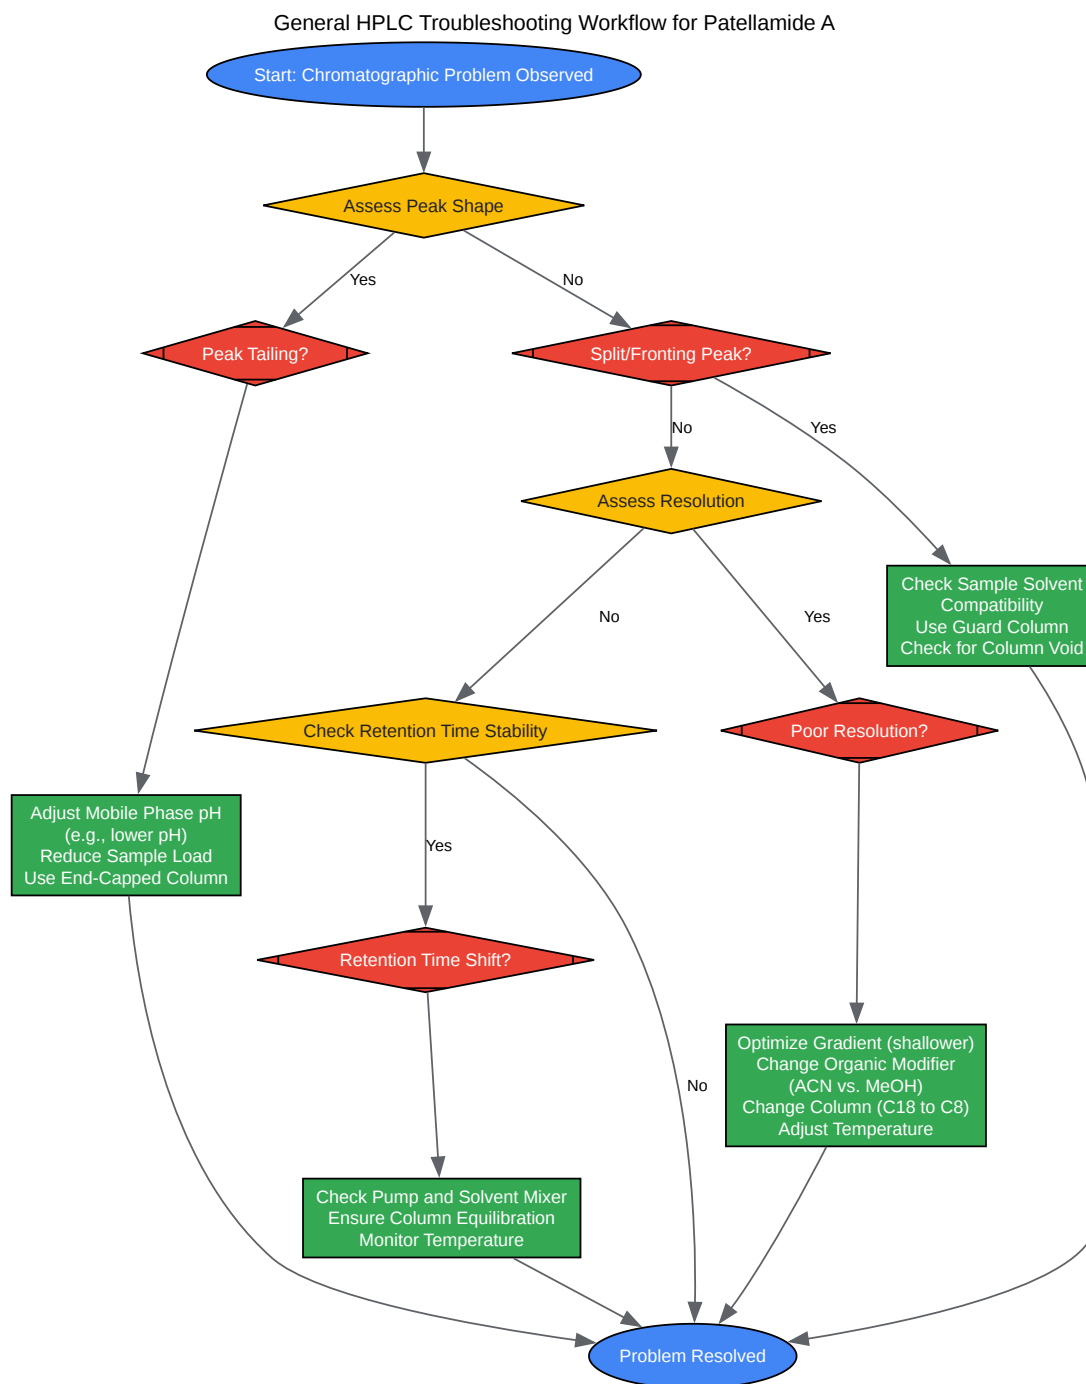 General HPLC Troubleshooting Workflow for Patellamide A
Start: Chromatographic Problem Observed
Assess Peak Shape
Yes
No
Peak Tailing?
Split/Fronting Peak?
No
Yes
Assess Resolution
Check Sample Solvent
Compatibility
Use Guard Column
Check for Column Void
No
Yes
Check Retention Time Stability
Poor Resolution?
Adjust Mobile Phase pH
(e.g., lower pH)
Reduce Sample Load
Use End-Capped Column
Yes
Retention Time Shift?
No
Optimize Gradient (shallower)
Change Organic Modifier
(ACN vs. MeOH)
Change Column (C18 to C8)
Adjust Temperature
Check Pump and Solvent Mixer
Ensure Column Equilibration
Monitor Temperature
Problem Resolved